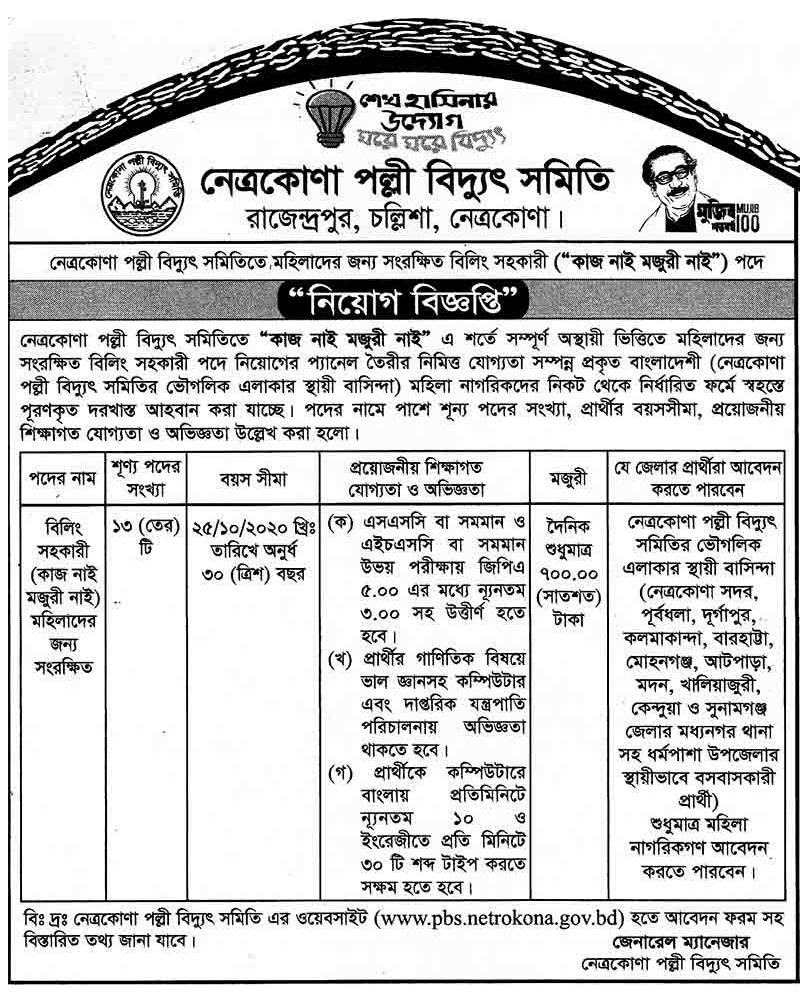 শেখ হাসিনার
উদ্যোগ
ঘরে ঘরে বিদ্যুৎ
নেত্রকোণা পল্লী বিদ্যুৎ সমিতি
নেত্রকোণা পল্লী বিদ্যুৎ সমিতি
রাজেন্দ্রপুর, চল্লিশা, নেত্রকোণা।
মুজিব MUJIB
শতবর্ষ 100
নেত্রকোণা পল্লী বিদ্যুৎ সমিতিতে মহিলাদের জন্য সংরক্ষিত বিলিং সহকারী (“কাজ নাই মজুরী নাই”) পদে
“নিয়োগ বিজ্ঞপ্তি”
নেত্রকোণা পল্লী বিদ্যুৎ সমিতিতে “কাজ নাই মজুরী নাই” এ শর্তে সম্পূর্ণ অস্থায়ী ভিত্তিতে মহিলাদের জন্য
সংরক্ষিত বিলিং সহকারী পদে নিয়োগের প্যানেল তৈরীর নিমিত্ত যোগ্যতা সম্পন্ন প্রকৃত বাংলাদেশী (নেত্রকোণা
পল্লী বিদ্যুৎ সমিতির ভৌগলিক এলাকার স্থায়ী বাসিন্দা) মহিলা নাগরিকদের নিকট থেকে নির্ধারিত ফর্মে স্বহস্তে
পূরণকৃত দরখাস্ত আহবান করা যাচ্ছে। পদের নামে পাশে শূন্য পদের সংখ্যা, প্রার্থীর বয়সসীমা, প্রয়োজনীয়
শিক্ষাগত যোগ্যতা ও অভিজ্ঞতা উল্লেখ করা হলো।
পদের নাম
শূণ্য পদের
সংখ্যা
বয়স সীমা
প্রয়োজনীয় শিক্ষাগত
যোগ্যতা ও অভিজ্ঞতা
মজুরী
যে জেলার প্রার্থীরা আবেদন
করতে পারবেন
বিলিং
সহকারী
(কাজ নাই
মজুরী নাই)
মহিলাদের
জন্য
সংরক্ষিত
১৩ (তের)
টি
২৫/১০/২০২০ খ্রিঃ
তারিখে অনুর্ধ
৩০ (ত্রিশ) বছর
(ক) এসএসসি বা সমমান ও
এইচএসসি বা সমমান
উভয় পরীক্ষায় জিপিএ
৫.০০ এর মধ্যে ন্যূনতম
৩.০০ সহ উত্তীর্ণ হতে
হবে।
(খ) প্রার্থীর গাণিতিক বিষয়ে
ভাল জ্ঞানসহ কম্পিউটার
এবং দাপ্তরিক যন্ত্রপাতি
পরিচালনায় অভিজ্ঞতা
থাকতে হবে।
(গ) প্রার্থীকে কম্পিউটারে
বাংলায় প্রতিমিনিটে
ন্যূনতম ১০ ও
ইংরেজীতে প্রতি মিনিটে
৩০ টি শব্দ টাইপ করতে
সক্ষম হতে হবে।
দৈনিক
শুধুমাত্র
৭০০.০০
(সাতশত)
টাকা
নেত্রকোণা পল্লী বিদ্যুৎ
সমিতির ভৌগলিক
এলাকার স্থায়ী বাসিন্দা
(নেত্রকোণা সদর,
পূর্বধলা, দূর্গাপুর,
কলমাকান্দা, বারহাট্টা,
মোহনগঞ্জ, আটপাড়া,
মদন, খালিয়াজুরী,
কেন্দুয়া ও সুনামগঞ্জ
জেলার মধ্যনগর থানা
সহ ধর্মপাশা উপজেলার
স্থায়ীভাবে বসবাসকারী
প্রার্থী)
শুধুমাত্র মহিলা
নাগরিকগণ আবেদন
করতে পারবেন।
বিঃ দ্রঃ নেত্রকোণা পল্লী বিদ্যুৎ সমিতি এর ওয়েবসাইট (www.pbs.netrokona.gov.bd) হতে আবেদন ফরম সহ
বিস্তারিত তথ্য জানা যাবে।
জেনারেল ম্যানেজার
নেত্রকোণা পল্লী বিদ্যুৎ সমিতি